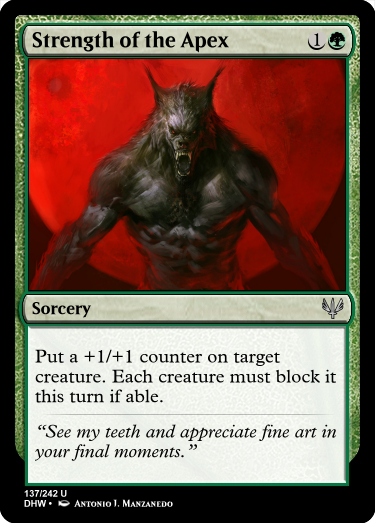 Strength of the Apex 1
Sorcery
Put a +1/+1 counter on target
creature. Each creature must block it
this turn if able.
“See my teeth and appreciate fine art in
your final moments.”
137/242 U
DHW • Antonio J. Manzanedo